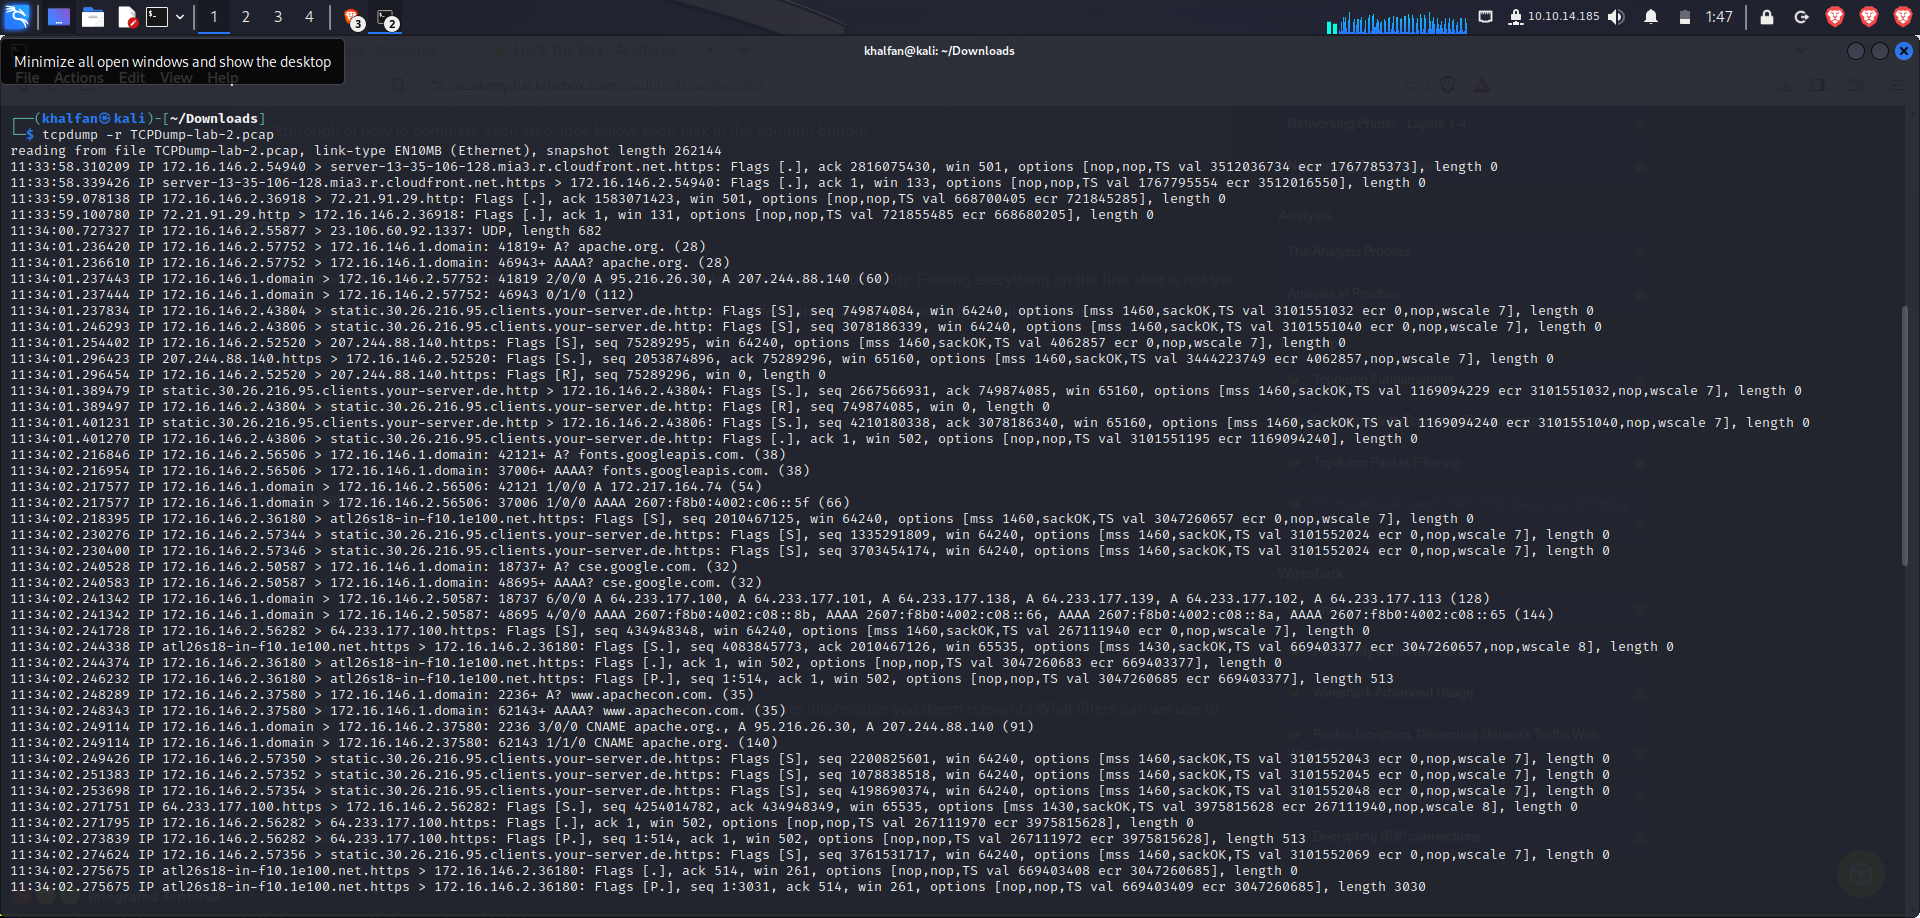 1 2 3 4 3 2 10.10.14.185 1:47
Minimize all open windows and show the desktop
khalfan@kali: ~/Downloads
File Actions Edit View Help
academy.hackthebox.com/module/81/section/787
(khalfan㉿kali)-[~/Downloads]
$ tcpdump -r TCPDump-lab-2.pcap
reading from file TCPDump-lab-2.pcap, link-type EN10MB (Ethernet), snapshot length 262144
11:33:58.310209 IP 172.16.146.2.54940 > server-13-35-106-128.mia3.r.cloudfront.net.https: Flags [.], ack 2816075430, win 501, options [nop,nop,TS val 3512036734 ecr 1767785373], length 0
11:33:58.339426 IP server-13-35-106-128.mia3.r.cloudfront.net.https > 172.16.146.2.54940: Flags [.], ack 1, win 133, options [nop,nop,TS val 1767795554 ecr 3512016550], length 0
11:33:59.078138 IP 172.16.146.2.36918 > 72.21.91.29.http: Flags [.], ack 1583071423, win 501, options [nop,nop,TS val 668700405 ecr 721845285], length 0
11:33:59.100780 IP 72.21.91.29.http > 172.16.146.2.36918: Flags [.], ack 1, win 131, options [nop,nop,TS val 721855485 ecr 668680205], length 0
11:34:00.727327 IP 172.16.146.2.55877 > 23.106.60.92.1337: UDP, length 682
11:34:01.236420 IP 172.16.146.2.57752 > 172.16.146.1.domain: 41819+ A? apache.org. (28)
11:34:01.236610 IP 172.16.146.2.57752 > 172.16.146.1.domain: 46943+ AAAA? apache.org. (28)
11:34:01.237443 IP 172.16.146.1.domain > 172.16.146.2.57752: 41819 2/0/0 A 95.216.26.30, A 207.244.88.140 (60)
11:34:01.237444 IP 172.16.146.1.domain > 172.16.146.2.57752: 46943 0/1/0 (112)
11:34:01.237834 IP 172.16.146.2.43804 > static.30.26.216.95.clients.your-server.de.http: Flags [S], seq 749874084, win 64240, options [mss 1460,sackOK,TS val 3101551032 ecr 0,nop,wscale 7], length 0
11:34:01.246293 IP 172.16.146.2.43806 > static.30.26.216.95.clients.your-server.de.http: Flags [S], seq 3078186339, win 64240, options [mss 1460,sackOK,TS val 3101551040 ecr 0,nop,wscale 7], length 0
11:34:01.254402 IP 172.16.146.2.52520 > 207.244.88.140.https: Flags [S], seq 75289295, win 64240, options [mss 1460,sackOK,TS val 4062857 ecr 0,nop,wscale 7], length 0
11:34:01.296423 IP 207.244.88.140.https > 172.16.146.2.52520: Flags [S.], seq 2053874896, ack 75289296, win 65160, options [mss 1460,sackOK,TS val 3444223749 ecr 4062857,nop,wscale 7], length 0
11:34:01.296454 IP 172.16.146.2.52520 > 207.244.88.140.https: Flags [R], seq 75289296, win 0, length 0
11:34:01.389479 IP static.30.26.216.95.clients.your-server.de.http > 172.16.146.2.43804: Flags [S.], seq 2667566931, ack 749874085, win 65160, options [mss 1460,sackOK,TS val 1169094229 ecr 3101551032,nop,wscale 7], length 0
11:34:01.389497 IP 172.16.146.2.43804 > static.30.26.216.95.clients.your-server.de.http: Flags [R], seq 749874085, win 0, length 0
11:34:01.401231 IP static.30.26.216.95.clients.your-server.de.http > 172.16.146.2.43806: Flags [S.], seq 4210180338, ack 3078186340, win 65160, options [mss 1460,sackOK,TS val 1169094240 ecr 3101551040,nop,wscale 7], length 0
11:34:01.401270 IP 172.16.146.2.43806 > static.30.26.216.95.clients.your-server.de.http: Flags [.], ack 1, win 502, options [nop,nop,TS val 3101551195 ecr 1169094240], length 0
11:34:02.216846 IP 172.16.146.2.56506 > 172.16.146.1.domain: 42121+ A? fonts.googleapis.com. (38)
11:34:02.216954 IP 172.16.146.2.56506 > 172.16.146.1.domain: 37006+ AAAA? fonts.googleapis.com. (38)
11:34:02.217577 IP 172.16.146.1.domain > 172.16.146.2.56506: 42121 1/0/0 A 172.217.164.74 (54)
11:34:02.217577 IP 172.16.146.1.domain > 172.16.146.2.56506: 37006 1/0/0 AAAA 2607:f8b0:4002:c06::5f (66)
11:34:02.218395 IP 172.16.146.2.36180 > atl26s18-in-f10.1e100.net.https: Flags [S], seq 2010467125, win 64240, options [mss 1460,sackOK,TS val 3047260657 ecr 0,nop,wscale 7], length 0
11:34:02.230276 IP 172.16.146.2.57344 > static.30.26.216.95.clients.your-server.de.https: Flags [S], seq 1335291809, win 64240, options [mss 1460,sackOK,TS val 3101552024 ecr 0,nop,wscale 7], length 0
11:34:02.230400 IP 172.16.146.2.57346 > static.30.26.216.95.clients.your-server.de.https: Flags [S], seq 3703454174, win 64240, options [mss 1460,sackOK,TS val 3101552024 ecr 0,nop,wscale 7], length 0
11:34:02.240528 IP 172.16.146.2.50587 > 172.16.146.1.domain: 18737+ A? cse.google.com. (32)
11:34:02.240583 IP 172.16.146.2.50587 > 172.16.146.1.domain: 48695+ AAAA? cse.google.com. (32)
11:34:02.241342 IP 172.16.146.1.domain > 172.16.146.2.50587: 18737 6/0/0 A 64.233.177.100, A 64.233.177.101, A 64.233.177.138, A 64.233.177.139, A 64.233.177.102, A 64.233.177.113 (128)
11:34:02.241342 IP 172.16.146.1.domain > 172.16.146.2.50587: 48695 4/0/0 AAAA 2607:f8b0:4002:c08::8b, AAAA 2607:f8b0:4002:c08::66, AAAA 2607:f8b0:4002:c08::8a, AAAA 2607:f8b0:4002:c08::65 (144)
11:34:02.241728 IP 172.16.146.2.56282 > 64.233.177.100.https: Flags [S], seq 434948348, win 64240, options [mss 1460,sackOK,TS val 267111940 ecr 0,nop,wscale 7], length 0
11:34:02.244338 IP atl26s18-in-f10.1e100.net.https > 172.16.146.2.36180: Flags [S.], seq 4083845773, ack 2010467126, win 65535, options [mss 1430,sackOK,TS val 669403377 ecr 3047260657,nop,wscale 8], length 0
11:34:02.244374 IP 172.16.146.2.36180 > atl26s18-in-f10.1e100.net.https: Flags [.], ack 1, win 502, options [nop,nop,TS val 3047260683 ecr 669403377], length 0
11:34:02.246232 IP 172.16.146.2.36180 > atl26s18-in-f10.1e100.net.https: Flags [P.], seq 1:514, ack 1, win 502, options [nop,nop,TS val 3047260685 ecr 669403377], length 513
11:34:02.248289 IP 172.16.146.2.37580 > 172.16.146.1.domain: 2236+ A? www.apachecon.com. (35)
11:34:02.248343 IP 172.16.146.2.37580 > 172.16.146.1.domain: 62143+ AAAA? www.apachecon.com. (35)
11:34:02.249114 IP 172.16.146.1.domain > 172.16.146.2.37580: 2236 3/0/0 CNAME apache.org., A 95.216.26.30, A 207.244.88.140 (91)
11:34:02.249114 IP 172.16.146.1.domain > 172.16.146.2.37580: 62143 1/1/0 CNAME apache.org. (140)
11:34:02.249426 IP 172.16.146.2.57350 > static.30.26.216.95.clients.your-server.de.https: Flags [S], seq 2200825601, win 64240, options [mss 1460,sackOK,TS val 3101552043 ecr 0,nop,wscale 7], length 0
11:34:02.251383 IP 172.16.146.2.57352 > static.30.26.216.95.clients.your-server.de.https: Flags [S], seq 1078838518, win 64240, options [mss 1460,sackOK,TS val 3101552045 ecr 0,nop,wscale 7], length 0
11:34:02.253698 IP 172.16.146.2.57354 > static.30.26.216.95.clients.your-server.de.https: Flags [S], seq 4198690374, win 64240, options [mss 1460,sackOK,TS val 3101552048 ecr 0,nop,wscale 7], length 0
11:34:02.271751 IP 64.233.177.100.https > 172.16.146.2.56282: Flags [S.], seq 4254014782, ack 434948349, win 65535, options [mss 1430,sackOK,TS val 3975815628 ecr 267111940,nop,wscale 8], length 0
11:34:02.271795 IP 172.16.146.2.56282 > 64.233.177.100.https: Flags [.], ack 1, win 502, options [nop,nop,TS val 267111970 ecr 3975815628], length 0
11:34:02.273839 IP 172.16.146.2.56282 > 64.233.177.100.https: Flags [P.], seq 1:514, ack 1, win 502, options [nop,nop,TS val 267111972 ecr 3975815628], length 513
11:34:02.274624 IP 172.16.146.2.57356 > static.30.26.216.95.clients.your-server.de.https: Flags [S], seq 3761531717, win 64240, options [mss 1460,sackOK,TS val 3101552069 ecr 0,nop,wscale 7], length 0
11:34:02.275675 IP atl26s18-in-f10.1e100.net.https > 172.16.146.2.36180: Flags [.], ack 514, win 261, options [nop,nop,TS val 669403408 ecr 3047260685], length 0
11:34:02.275675 IP atl26s18-in-f10.1e100.net.https > 172.16.146.2.36180: Flags [P.], seq 1:3031, ack 514, win 261, options [nop,nop,TS val 669403409 ecr 3047260685], length 3030